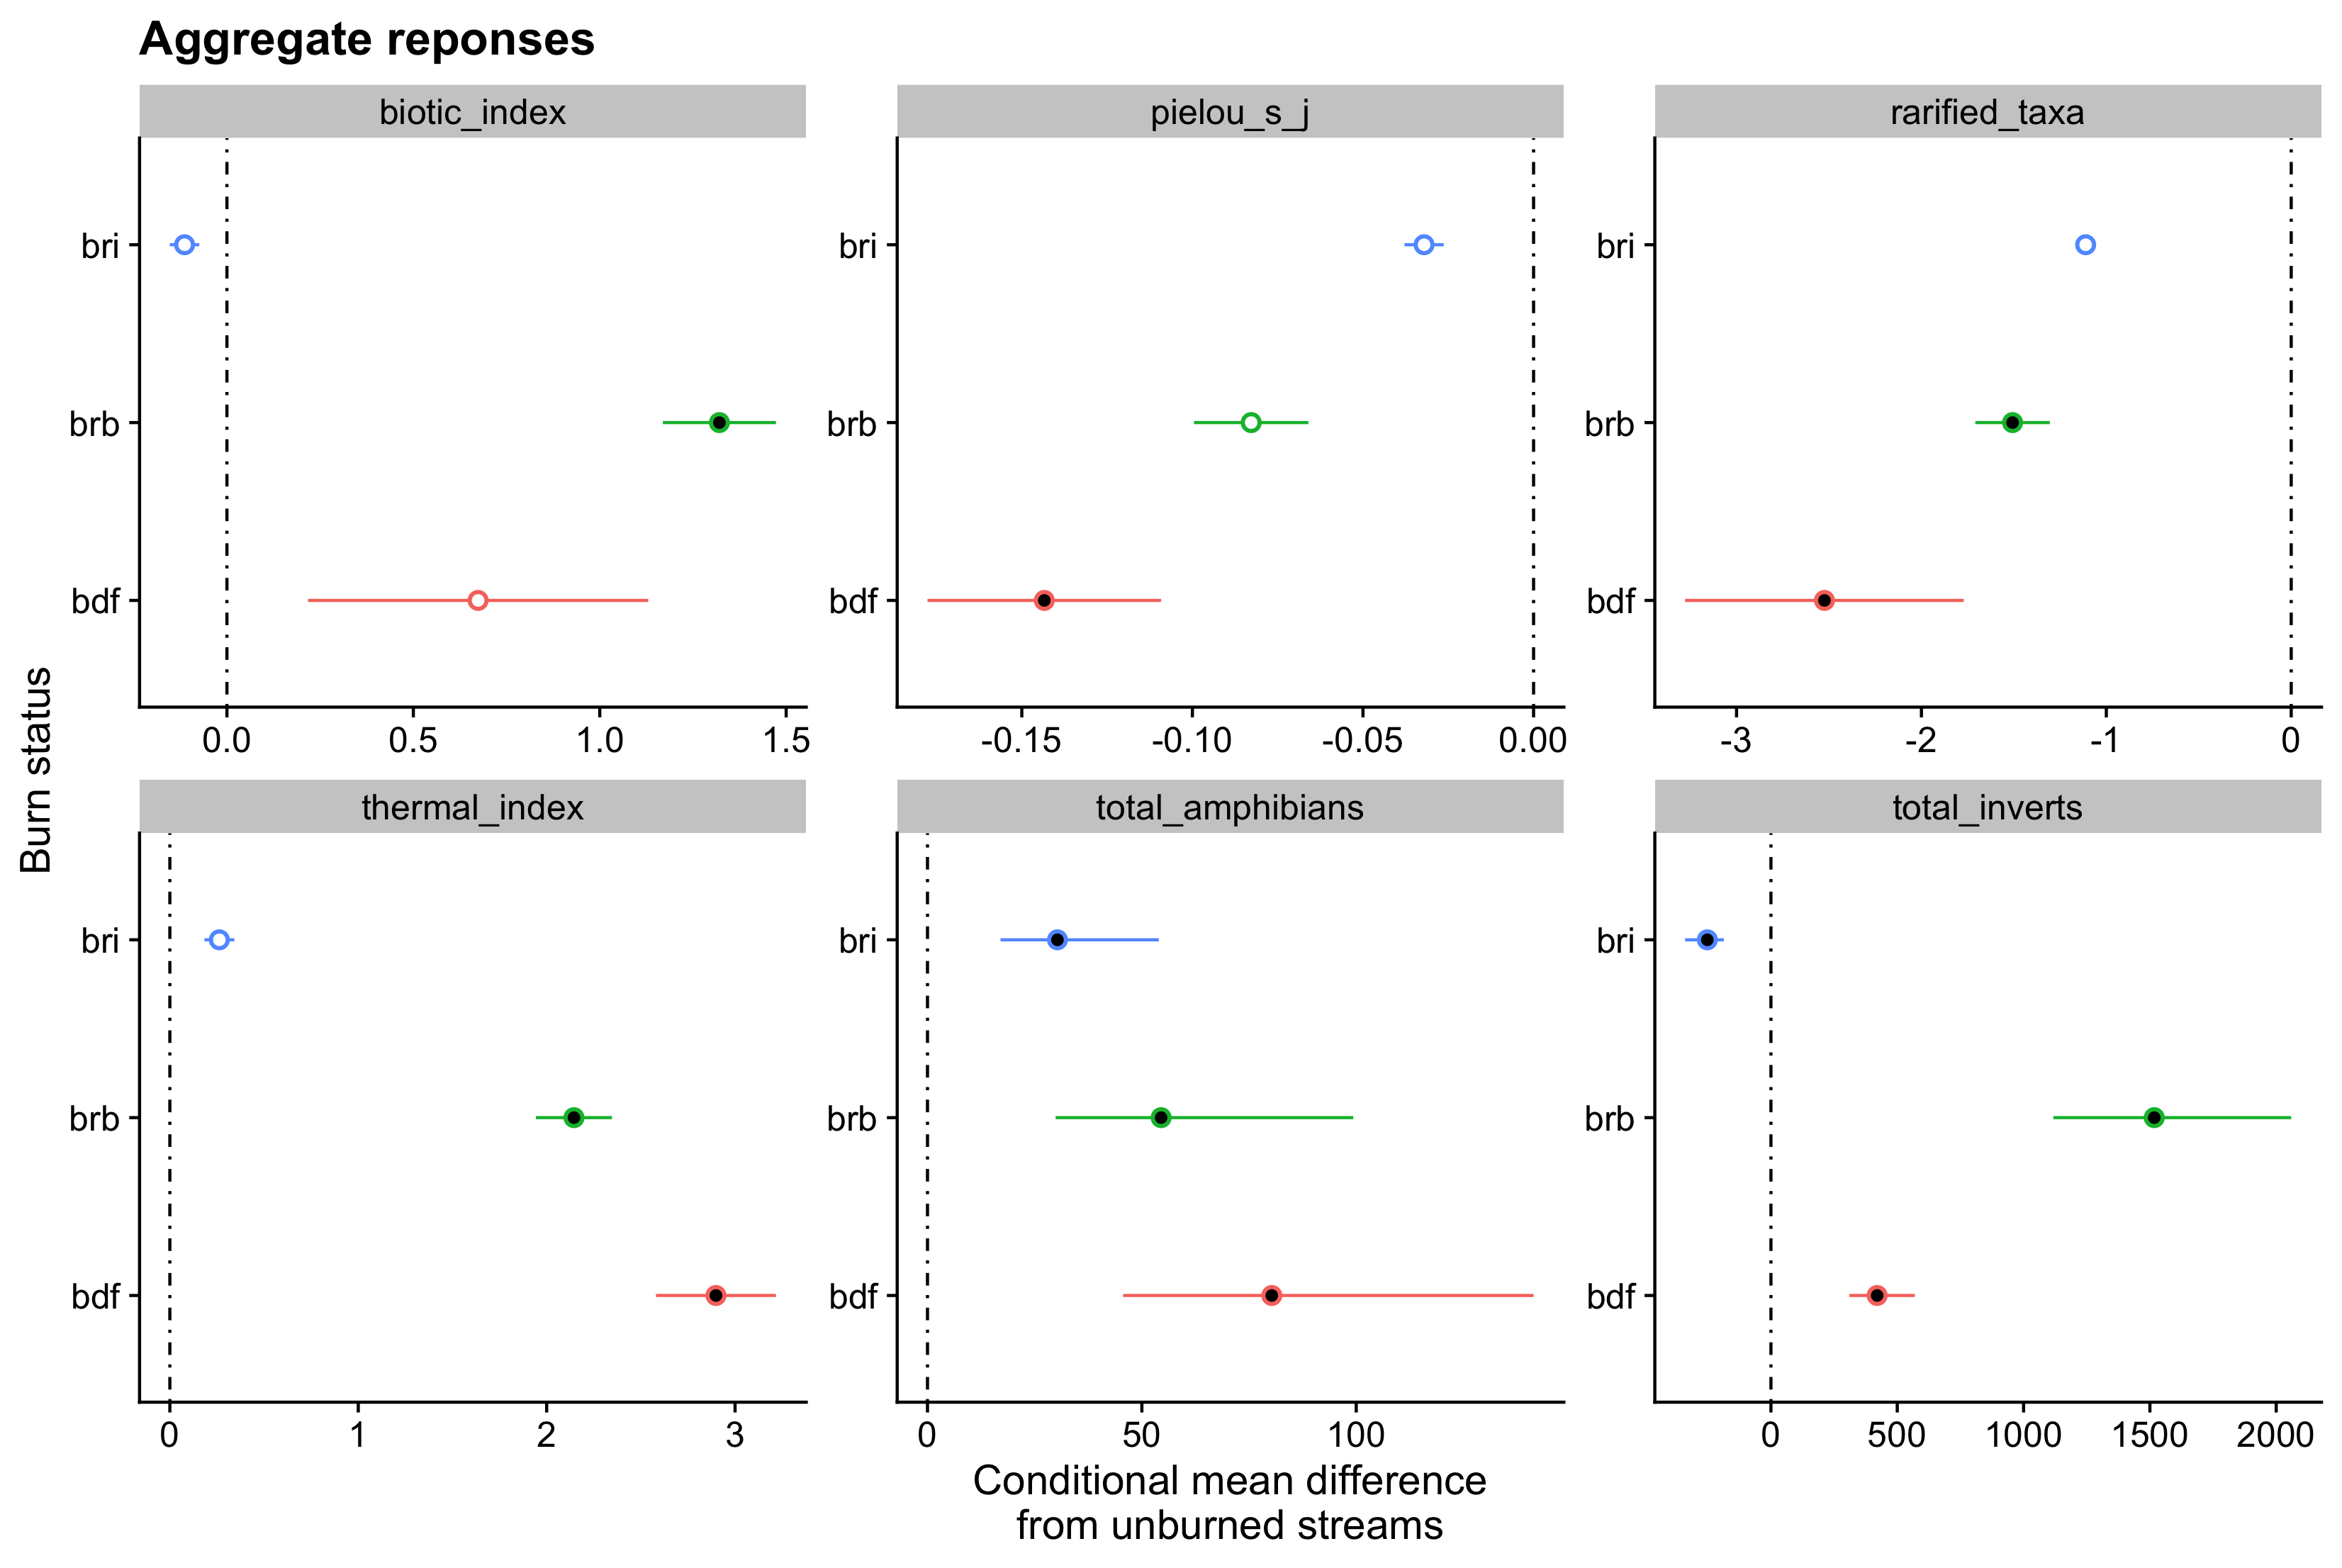 Aggregate reponses
biotic_index
pielou_s_j
rarified_taxa
bri
brb
bdf
bri
brb
bdf
bri
brb
bdf
0.0 0.5 1.0 1.5
-0.15 -0.10 -0.05 0.00
-3 -2 -1 0
Burn status
thermal_index
total_amphibians
total_inverts
bri
brb
bdf
bri
brb
bdf
bri
brb
bdf
0 1 2 3
0 50 100
0 500 1000 1500 2000
Conditional mean difference
from unburned streams